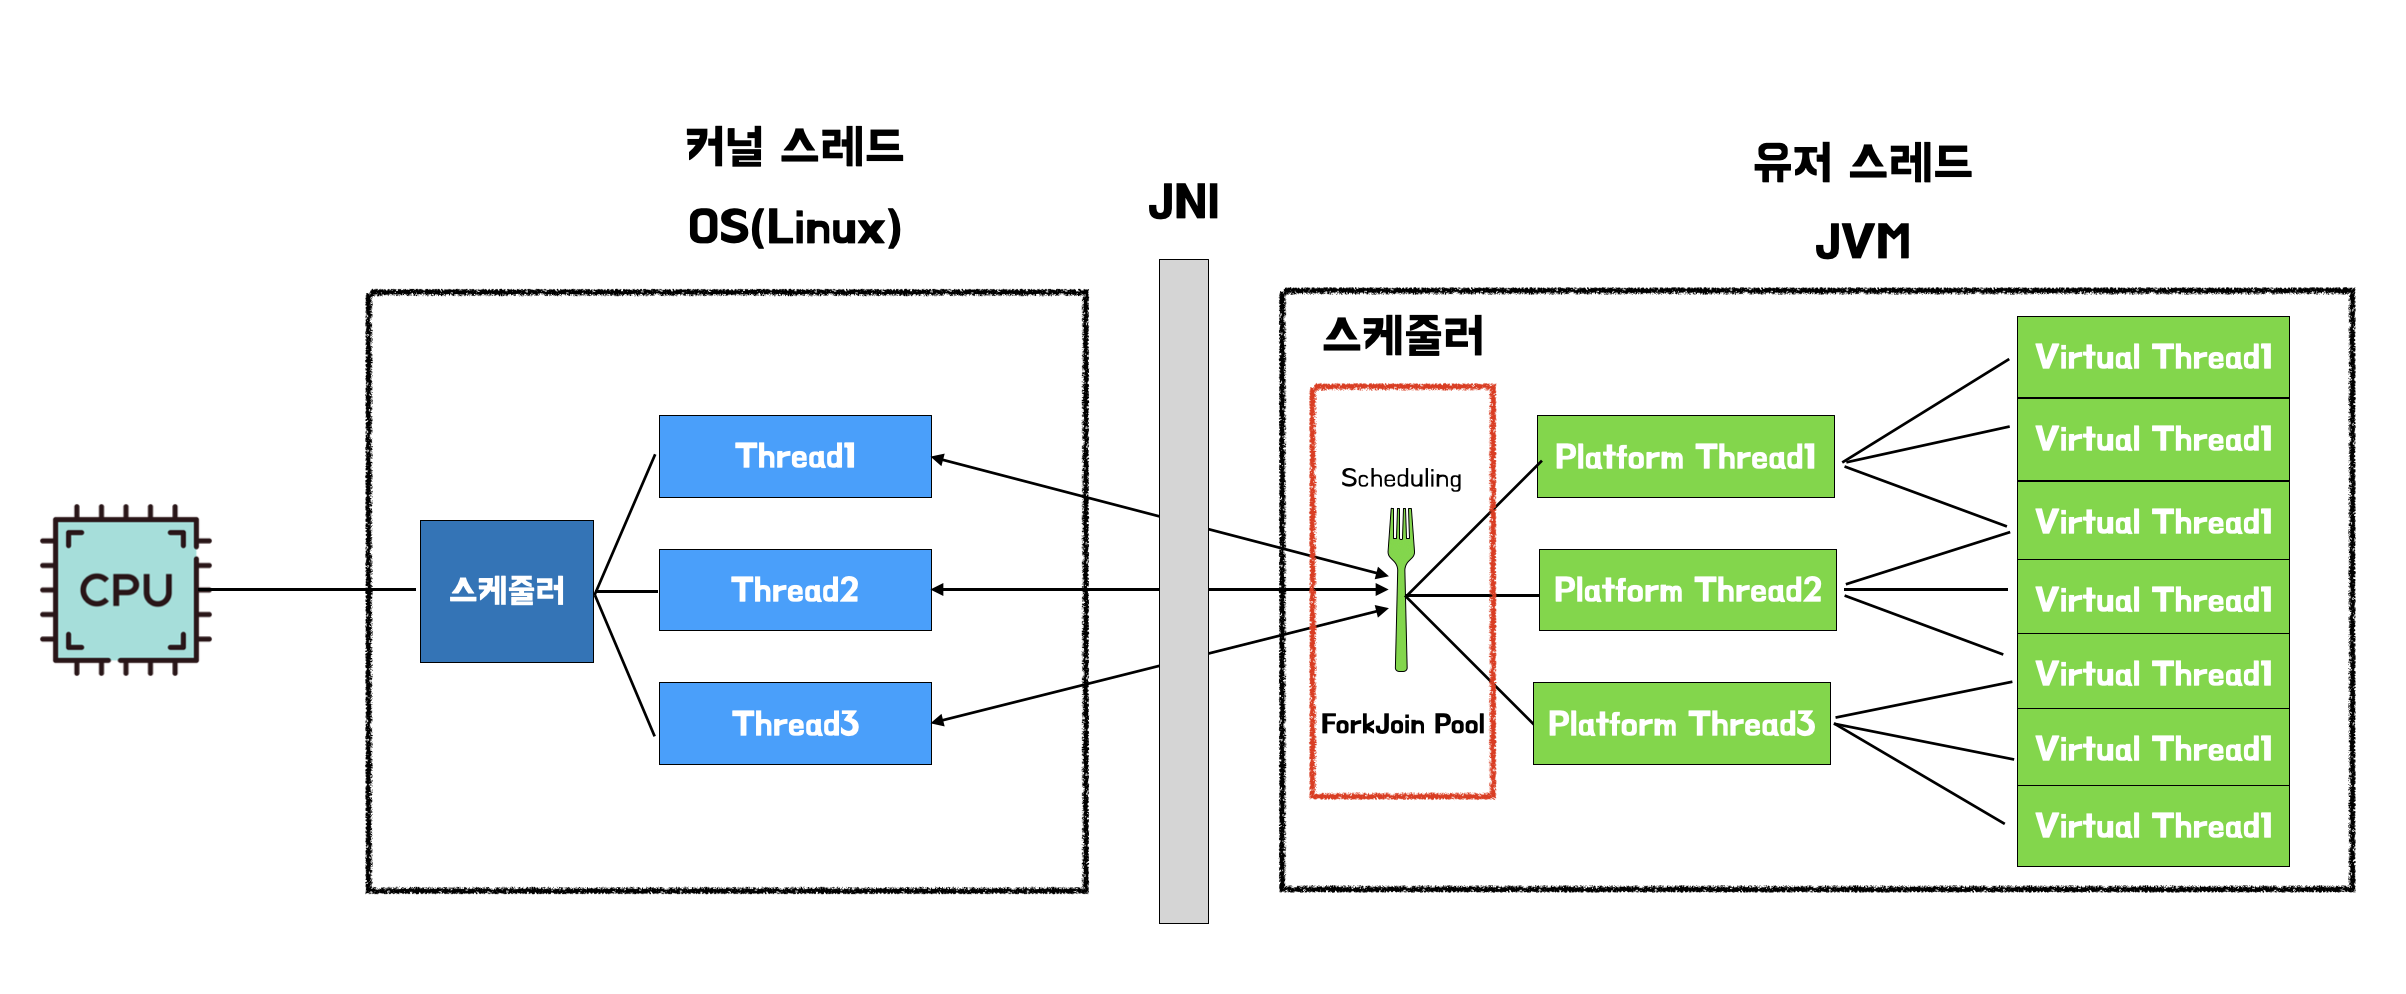 커널 스레드
OS(Linux)
JNI
유저 스레드
JVM
CPU
스케줄러
Thread1
Thread2
Thread3
스케줄러
Scheduling
ForkJoin Pool
Platform Thread1
Platform Thread2
Platform Thread3
Virtual Thread1
Virtual Thread1
Virtual Thread1
Virtual Thread1
Virtual Thread1
Virtual Thread1
Virtual Thread1